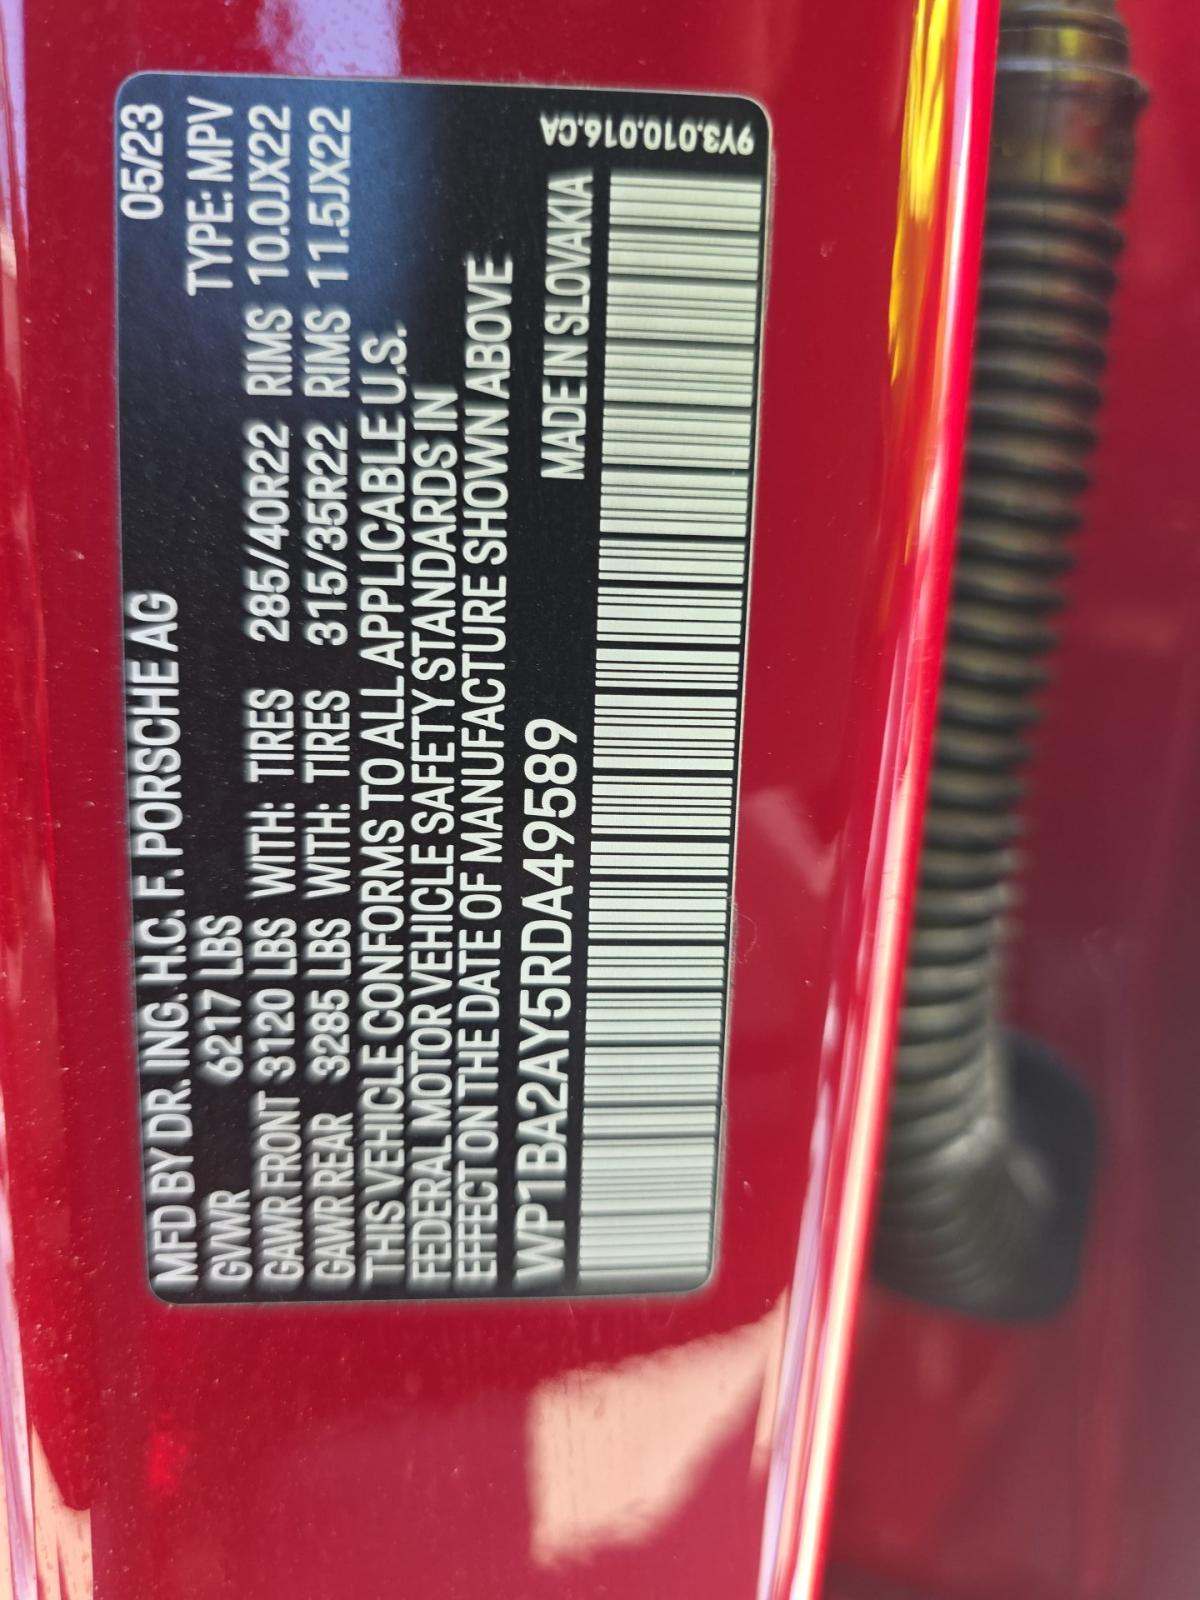 MFD BY DR. ING. H.C. F. PORSCHE AG 05/23
GVWR 6217 LBS TYPE: MPV
GAWR FRONT 3120 LBS WITH: TIRES 285/40R22 RIMS 10.0JX22
GAWR REAR 3285 LBS WITH: TIRES 315/35R22 RIMS 11.5JX22
THIS VEHICLE CONFORMS TO ALL APPLICABLE U.S.
FEDERAL MOTOR VEHICLE SAFETY STANDARDS IN
EFFECT ON THE DATE OF MANUFACTURE SHOWN ABOVE
WP1BA2AY5RDA49589 MADE IN SLOVAKIA
9Y3.010.016.CA